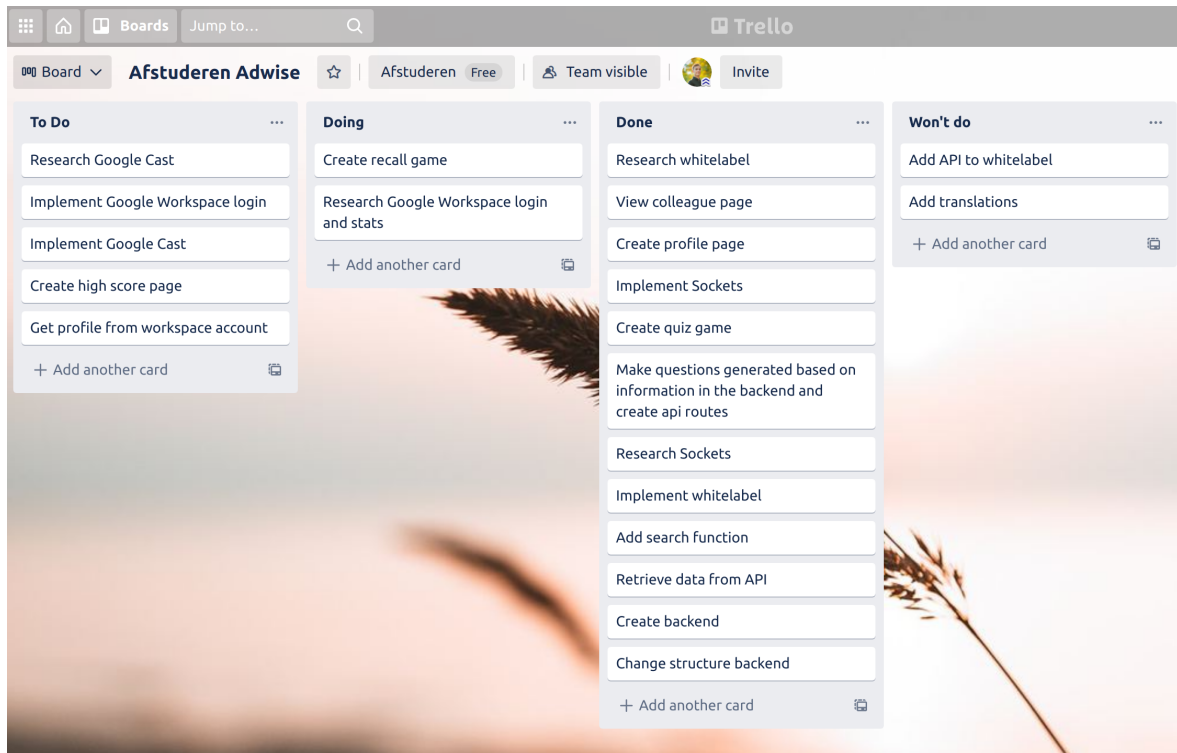 Boards
Jump to...
Trello
Board
Afstuderen Adwise
Afstuderen Free
Team visible
Invite
To Do
Research Google Cast
Implement Google Workspace login
Implement Google Cast
Create high score page
Get profile from workspace account
+ Add another card
Doing
Create recall game
Research Google Workspace login
and stats
+ Add another card
Done
Research whitelabel
View colleague page
Create profile page
Implement Sockets
Create quiz game
Make questions generated based on
information in the backend and
create api routes
Research Sockets
Implement whitelabel
Add search function
Retrieve data from API
Create backend
Change structure backend
+ Add another card
Won't do
Add API to whitelabel
Add translations
+ Add another card